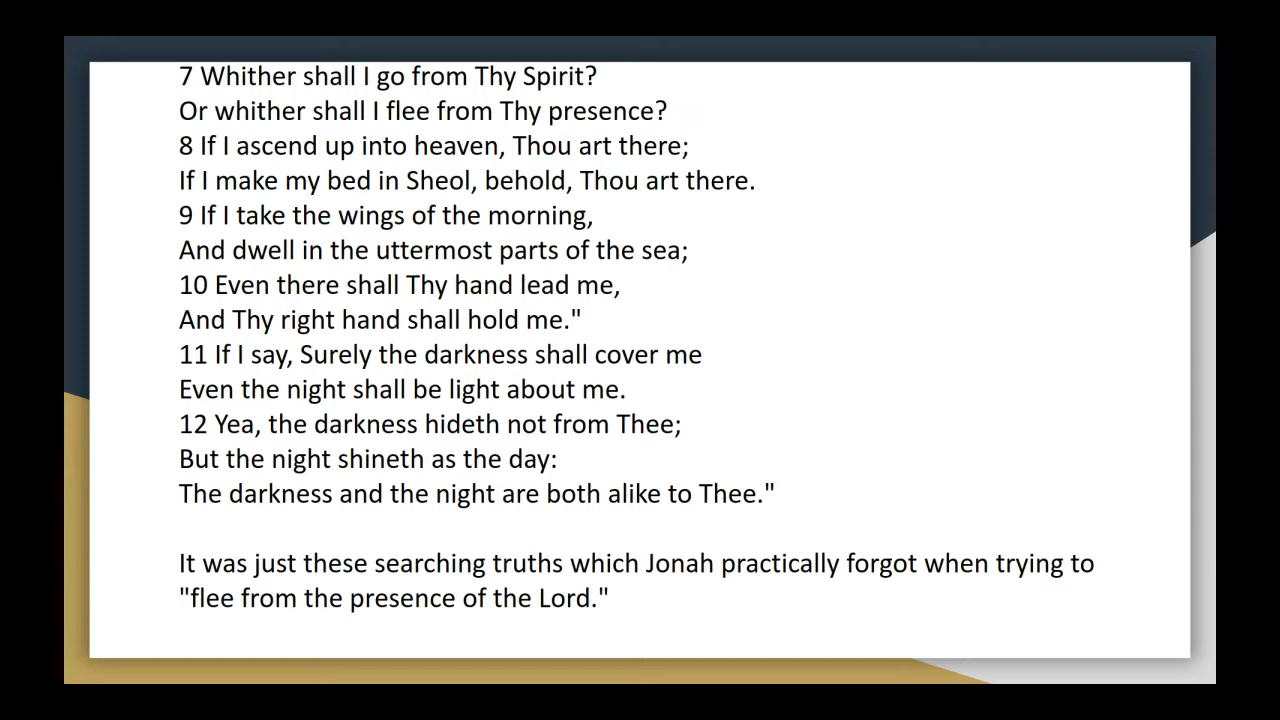 7 Whither shall I go from Thy Spirit?
Or whither shall I flee from Thy presence?
8 If I ascend up into heaven, Thou art there;
If I make my bed in Sheol, behold, Thou art there.
9 If I take the wings of the morning,
And dwell in the uttermost parts of the sea;
10 Even there shall Thy hand lead me,
And Thy right hand shall hold me."
11 If I say, Surely the darkness shall cover me
Even the night shall be light about me.
12 Yea, the darkness hideth not from Thee;
But the night shineth as the day:
The darkness and the night are both alike to Thee."
It was just these searching truths which Jonah practically forgot when trying to
"flee from the presence of the Lord."